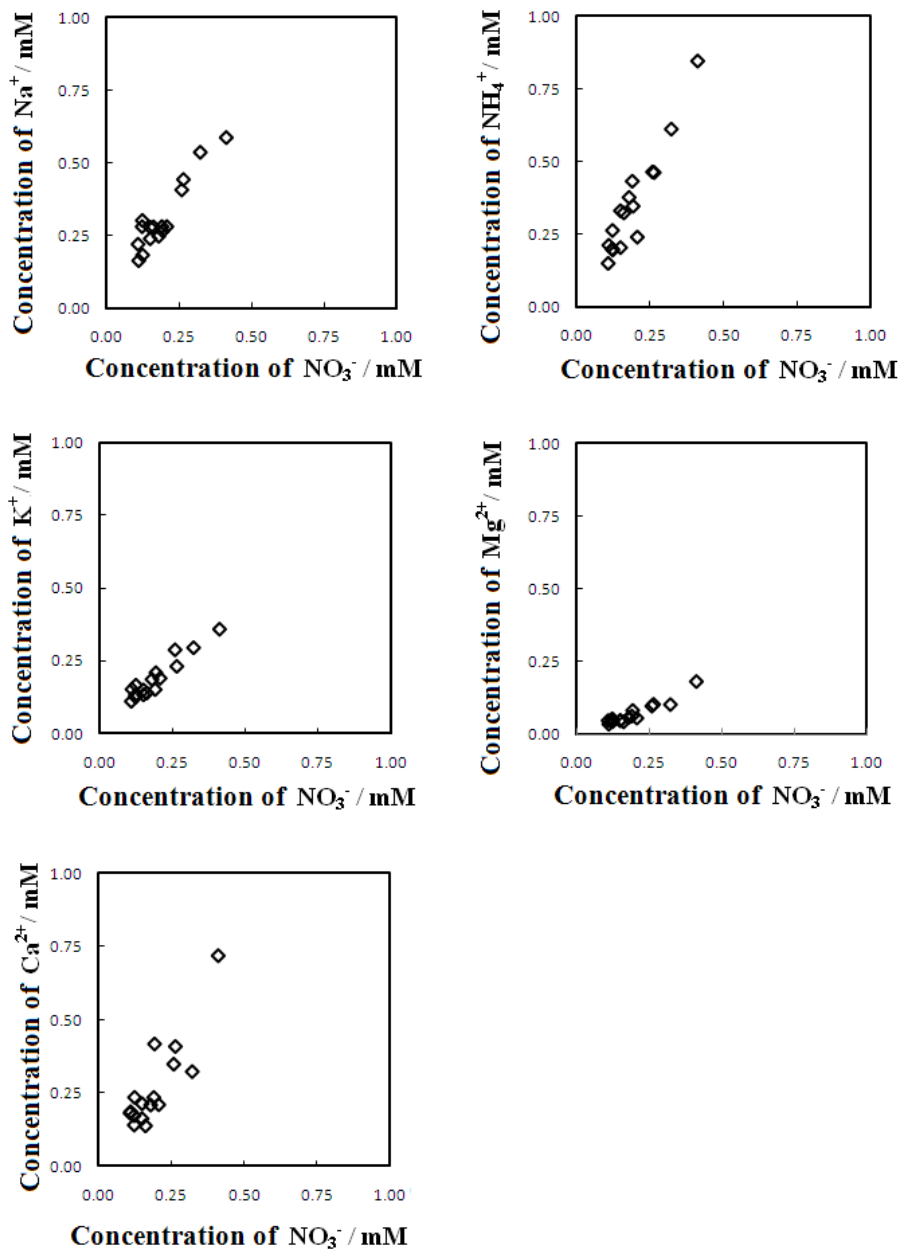 Concentration of Na⁺ / mM
1.00
0.75
0.50
0.25
0.00
0.00 0.25 0.50 0.75 1.00
Concentration of NO₃⁻ / mM
Concentration of NH₄⁺ / mM
1.00
0.75
0.50
0.25
0.00
0.00 0.25 0.50 0.75 1.00
Concentration of NO₃⁻ / mM
Concentration of K⁺ / mM
1.00
0.75
0.50
0.25
0.00
0.00 0.25 0.50 0.75 1.00
Concentration of NO₃⁻ / mM
Concentration of Mg²⁺ / mM
1.00
0.75
0.50
0.25
0.00
0.00 0.25 0.50 0.75 1.00
Concentration of NO₃⁻ / mM
Concentration of Ca²⁺ / mM
1.00
0.75
0.50
0.25
0.00
0.00 0.25 0.50 0.75 1.00
Concentration of NO₃⁻ / mM